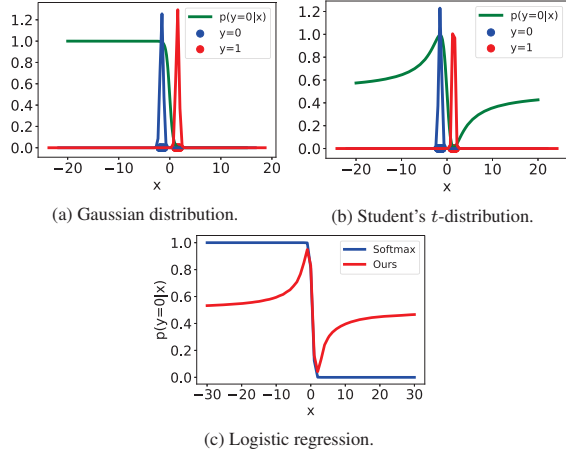 1.2
1.0
0.8
0.6
0.4
0.2
0.0
p(y=0|x)
y=0
y=1
−20 0 20
x
(a) Gaussian distribution.
1.2
1.0
0.8
0.6
0.4
0.2
0.0
p(y=0|x)
y=0
y=1
−20 −10 0 10 20
x
(b) Student's t-distribution.
p(y=0|x)
1.0
0.8
0.6
0.4
0.2
0.0
Softmax
Ours
−30 −20 −10 0 10 20 30
x
(c) Logistic regression.